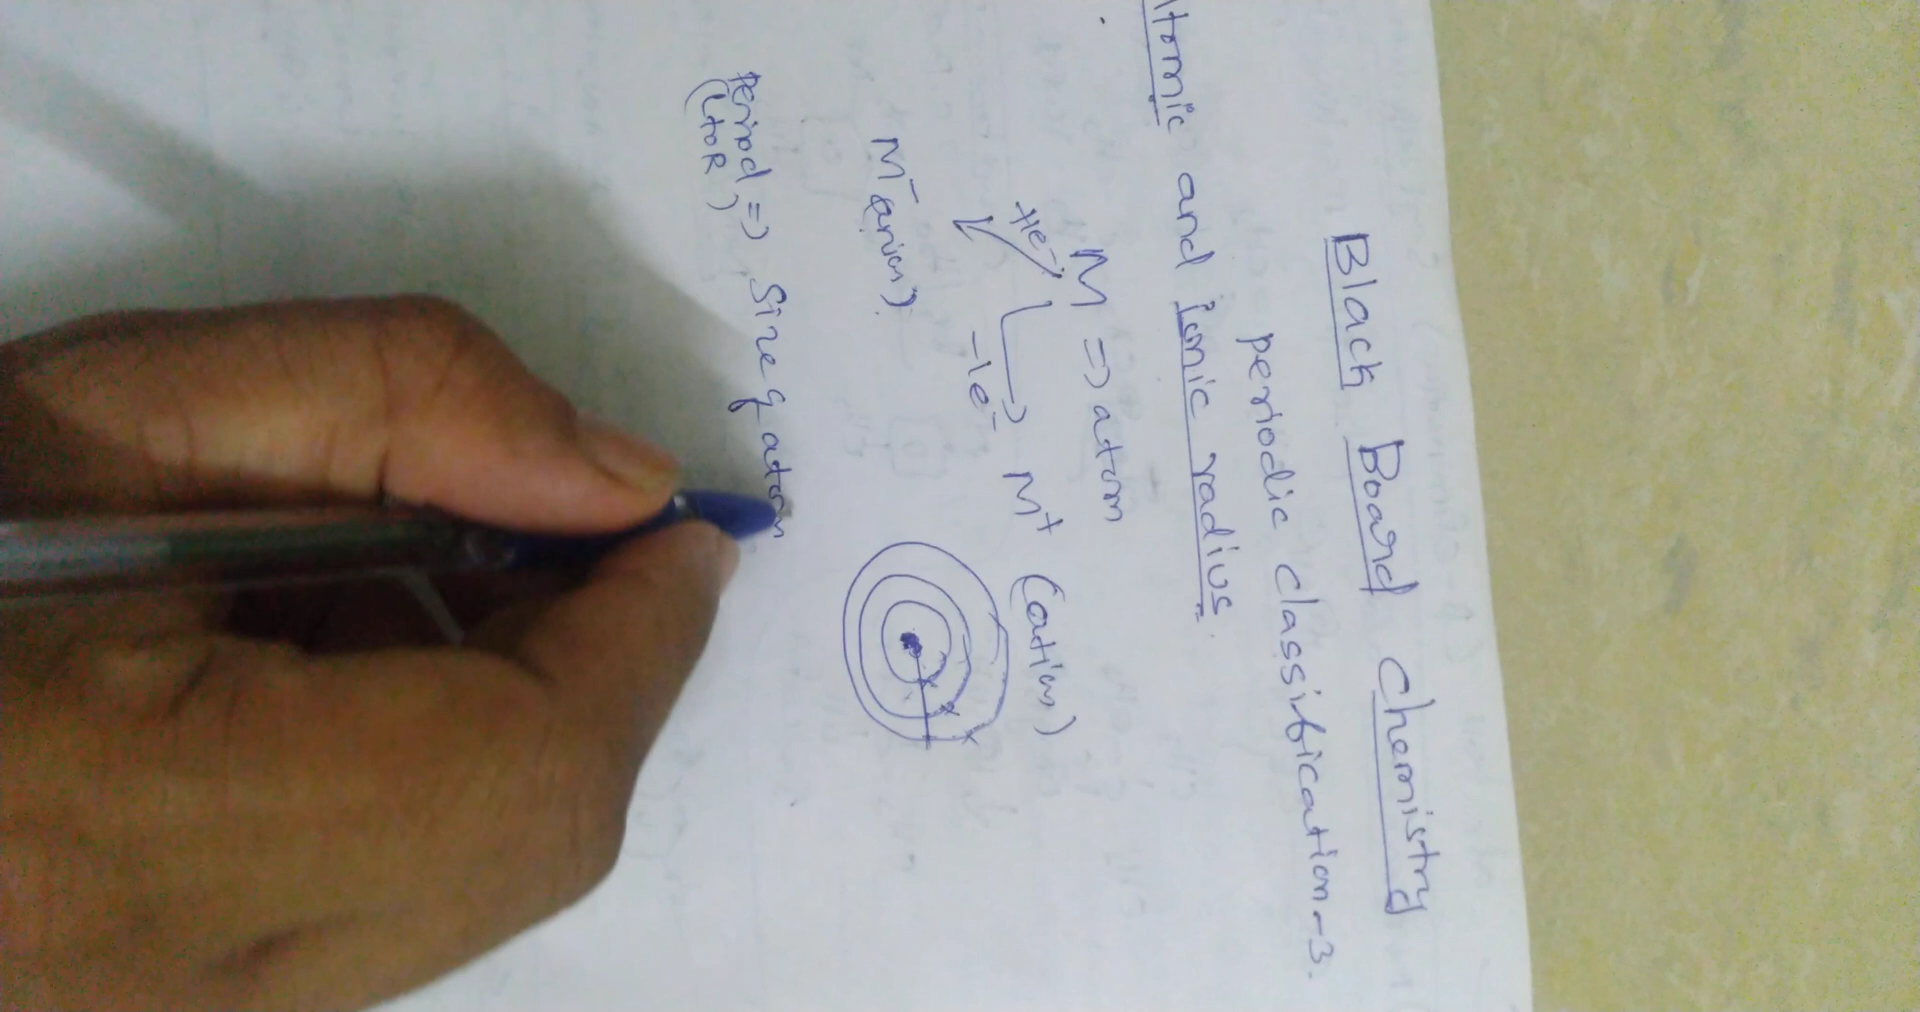 Black Board chemistry
periodic classification-3.
Atomic and Ionic radius.
M => atom
+1e-
-1e-
M+ (Cation)
M- (anion)
period => Size of atom
(L to R)